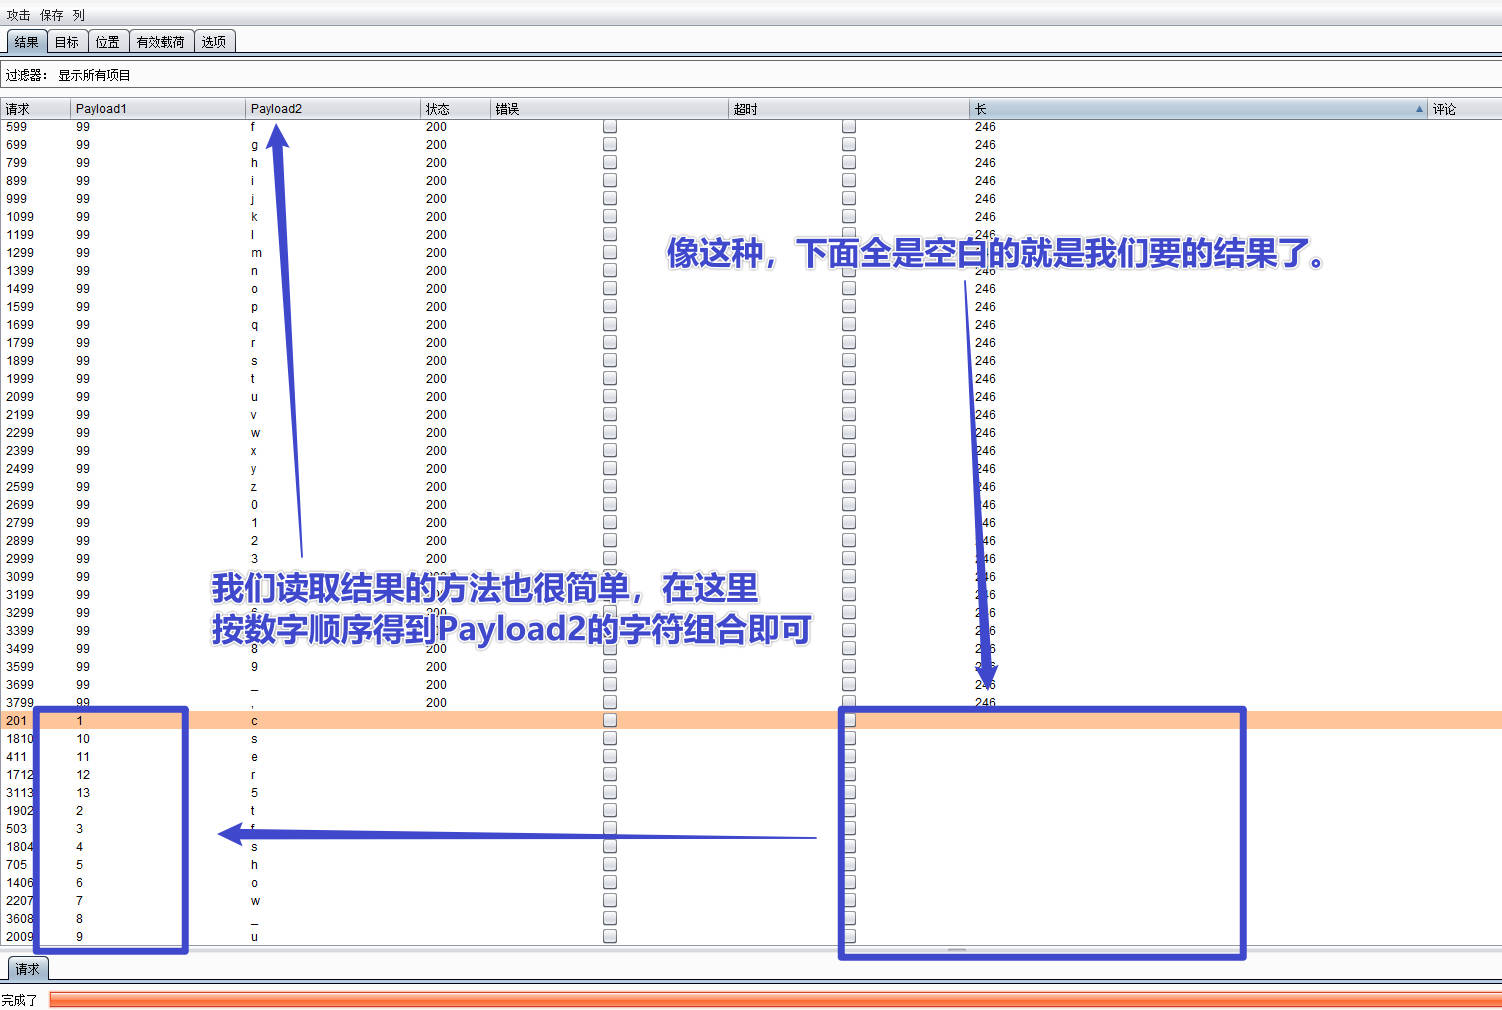 攻击 保存 列
结果 目标 位置 有效载荷 选项
过滤器： 显示所有项目
请求 Payload1 Payload2 状态 错误 超时 长 评论
599 99 f 200 246
699 99 g 200 246
799 99 h 200 246
899 99 i 200 246
999 99 j 200 246
1099 99 k 200 246
1199 99 l 200 246
像这种，下面全是空白的就是我们要的结果了。
1299 99 m 200
1399 99 n 200 246
1499 99 o 200 246
1599 99 p 200 246
1699 99 q 200 246
1799 99 r 200 246
1899 99 s 200 246
1999 99 t 200 246
2099 99 u 200 246
2199 99 v 200 246
2299 99 w 200 246
2399 99 x 200 246
2499 99 y 200 246
2599 99 z 200 246
2699 99 0 200 246
2799 99 1 200 246
2899 99 2 200 246
2999 99 3 200 246
我们读取结果的方法也很简单，在这里
按数字顺序得到Payload2的字符组合即可
3099 99 246
3199 99 246
3299 99 6 200 246
3399 99 246
3499 99 8 200 246
3599 99 9 200 246
3699 99 _ 200 246
3799 99 , 200 246
201 1 c
1810 10 s
411 11 e
1712 12 r
3113 13 5
1902 2 t
503 3 f
1804 4 s
705 5 h
1406 6 o
2207 7 w
3608 8 _
2009 9 u
请求
完成了